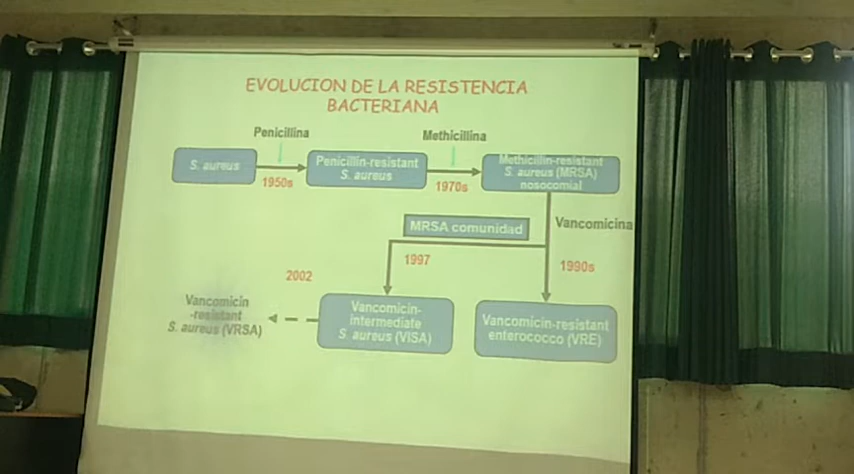 EVOLUCION DE LA RESISTENCIA
BACTERIANA
Penicillina
Methicillina
S. aureus
1950s
Penicillin-resistant
S. aureus
1970s
Methicillin-resistant
S. aureus (MRSA)
nosocomial
MRSA comunidad
Vancomicina
1997
1990s
2002
Vancomicin
-resistant
S. aureus (VRSA)
Vancomicin-
intermediate
S. aureus (VISA)
Vancomicin-resistant
enterococo (VRE)